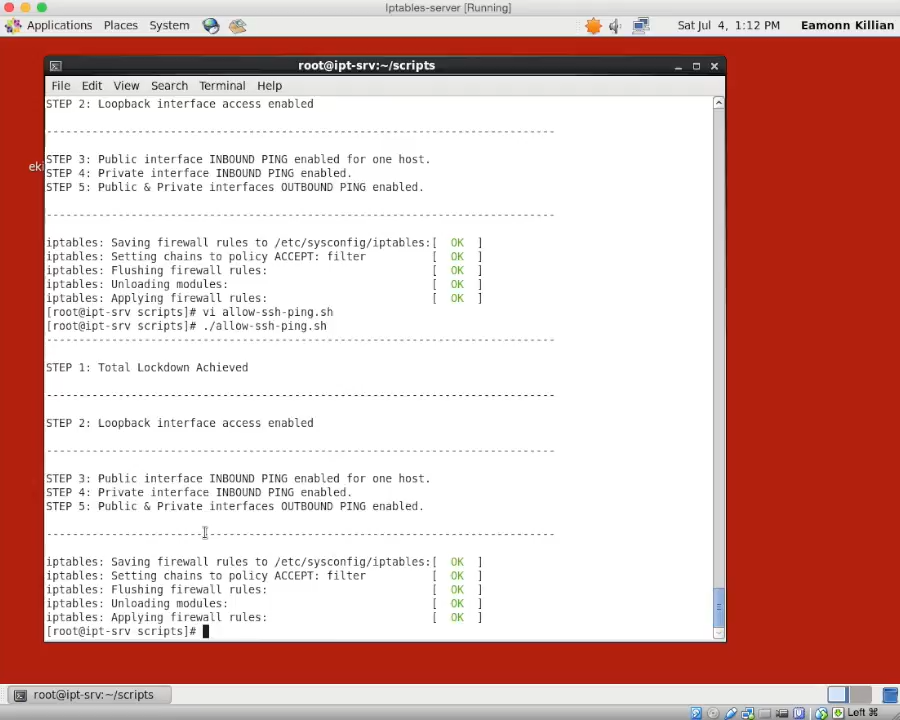 Iptables-server [Running]
Applications Places System Sat Jul 4, 1:12 PM Eamonn Killian
root@ipt-srv:~/scripts
File Edit View Search Terminal Help
STEP 2: Loopback interface access enabled
--------------------------------------------------------------------------------
STEP 3: Public interface INBOUND PING enabled for one host.
STEP 4: Private interface INBOUND PING enabled.
STEP 5: Public & Private interfaces OUTBOUND PING enabled.
--------------------------------------------------------------------------------
iptables: Saving firewall rules to /etc/sysconfig/iptables:[  OK  ]
iptables: Setting chains to policy ACCEPT: filter          [  OK  ]
iptables: Flushing firewall rules:                         [  OK  ]
iptables: Unloading modules:                               [  OK  ]
iptables: Applying firewall rules:                         [  OK  ]
[root@ipt-srv scripts]# vi allow-ssh-ping.sh
[root@ipt-srv scripts]# ./allow-ssh-ping.sh
--------------------------------------------------------------------------------
STEP 1: Total Lockdown Achieved
--------------------------------------------------------------------------------
STEP 2: Loopback interface access enabled
--------------------------------------------------------------------------------
STEP 3: Public interface INBOUND PING enabled for one host.
STEP 4: Private interface INBOUND PING enabled.
STEP 5: Public & Private interfaces OUTBOUND PING enabled.
--------------------------------------------------------------------------------
iptables: Saving firewall rules to /etc/sysconfig/iptables:[  OK  ]
iptables: Setting chains to policy ACCEPT: filter          [  OK  ]
iptables: Flushing firewall rules:                         [  OK  ]
iptables: Unloading modules:                               [  OK  ]
iptables: Applying firewall rules:                         [  OK  ]
[root@ipt-srv scripts]#
eki
root@ipt-srv:~/scripts
Left ⌘